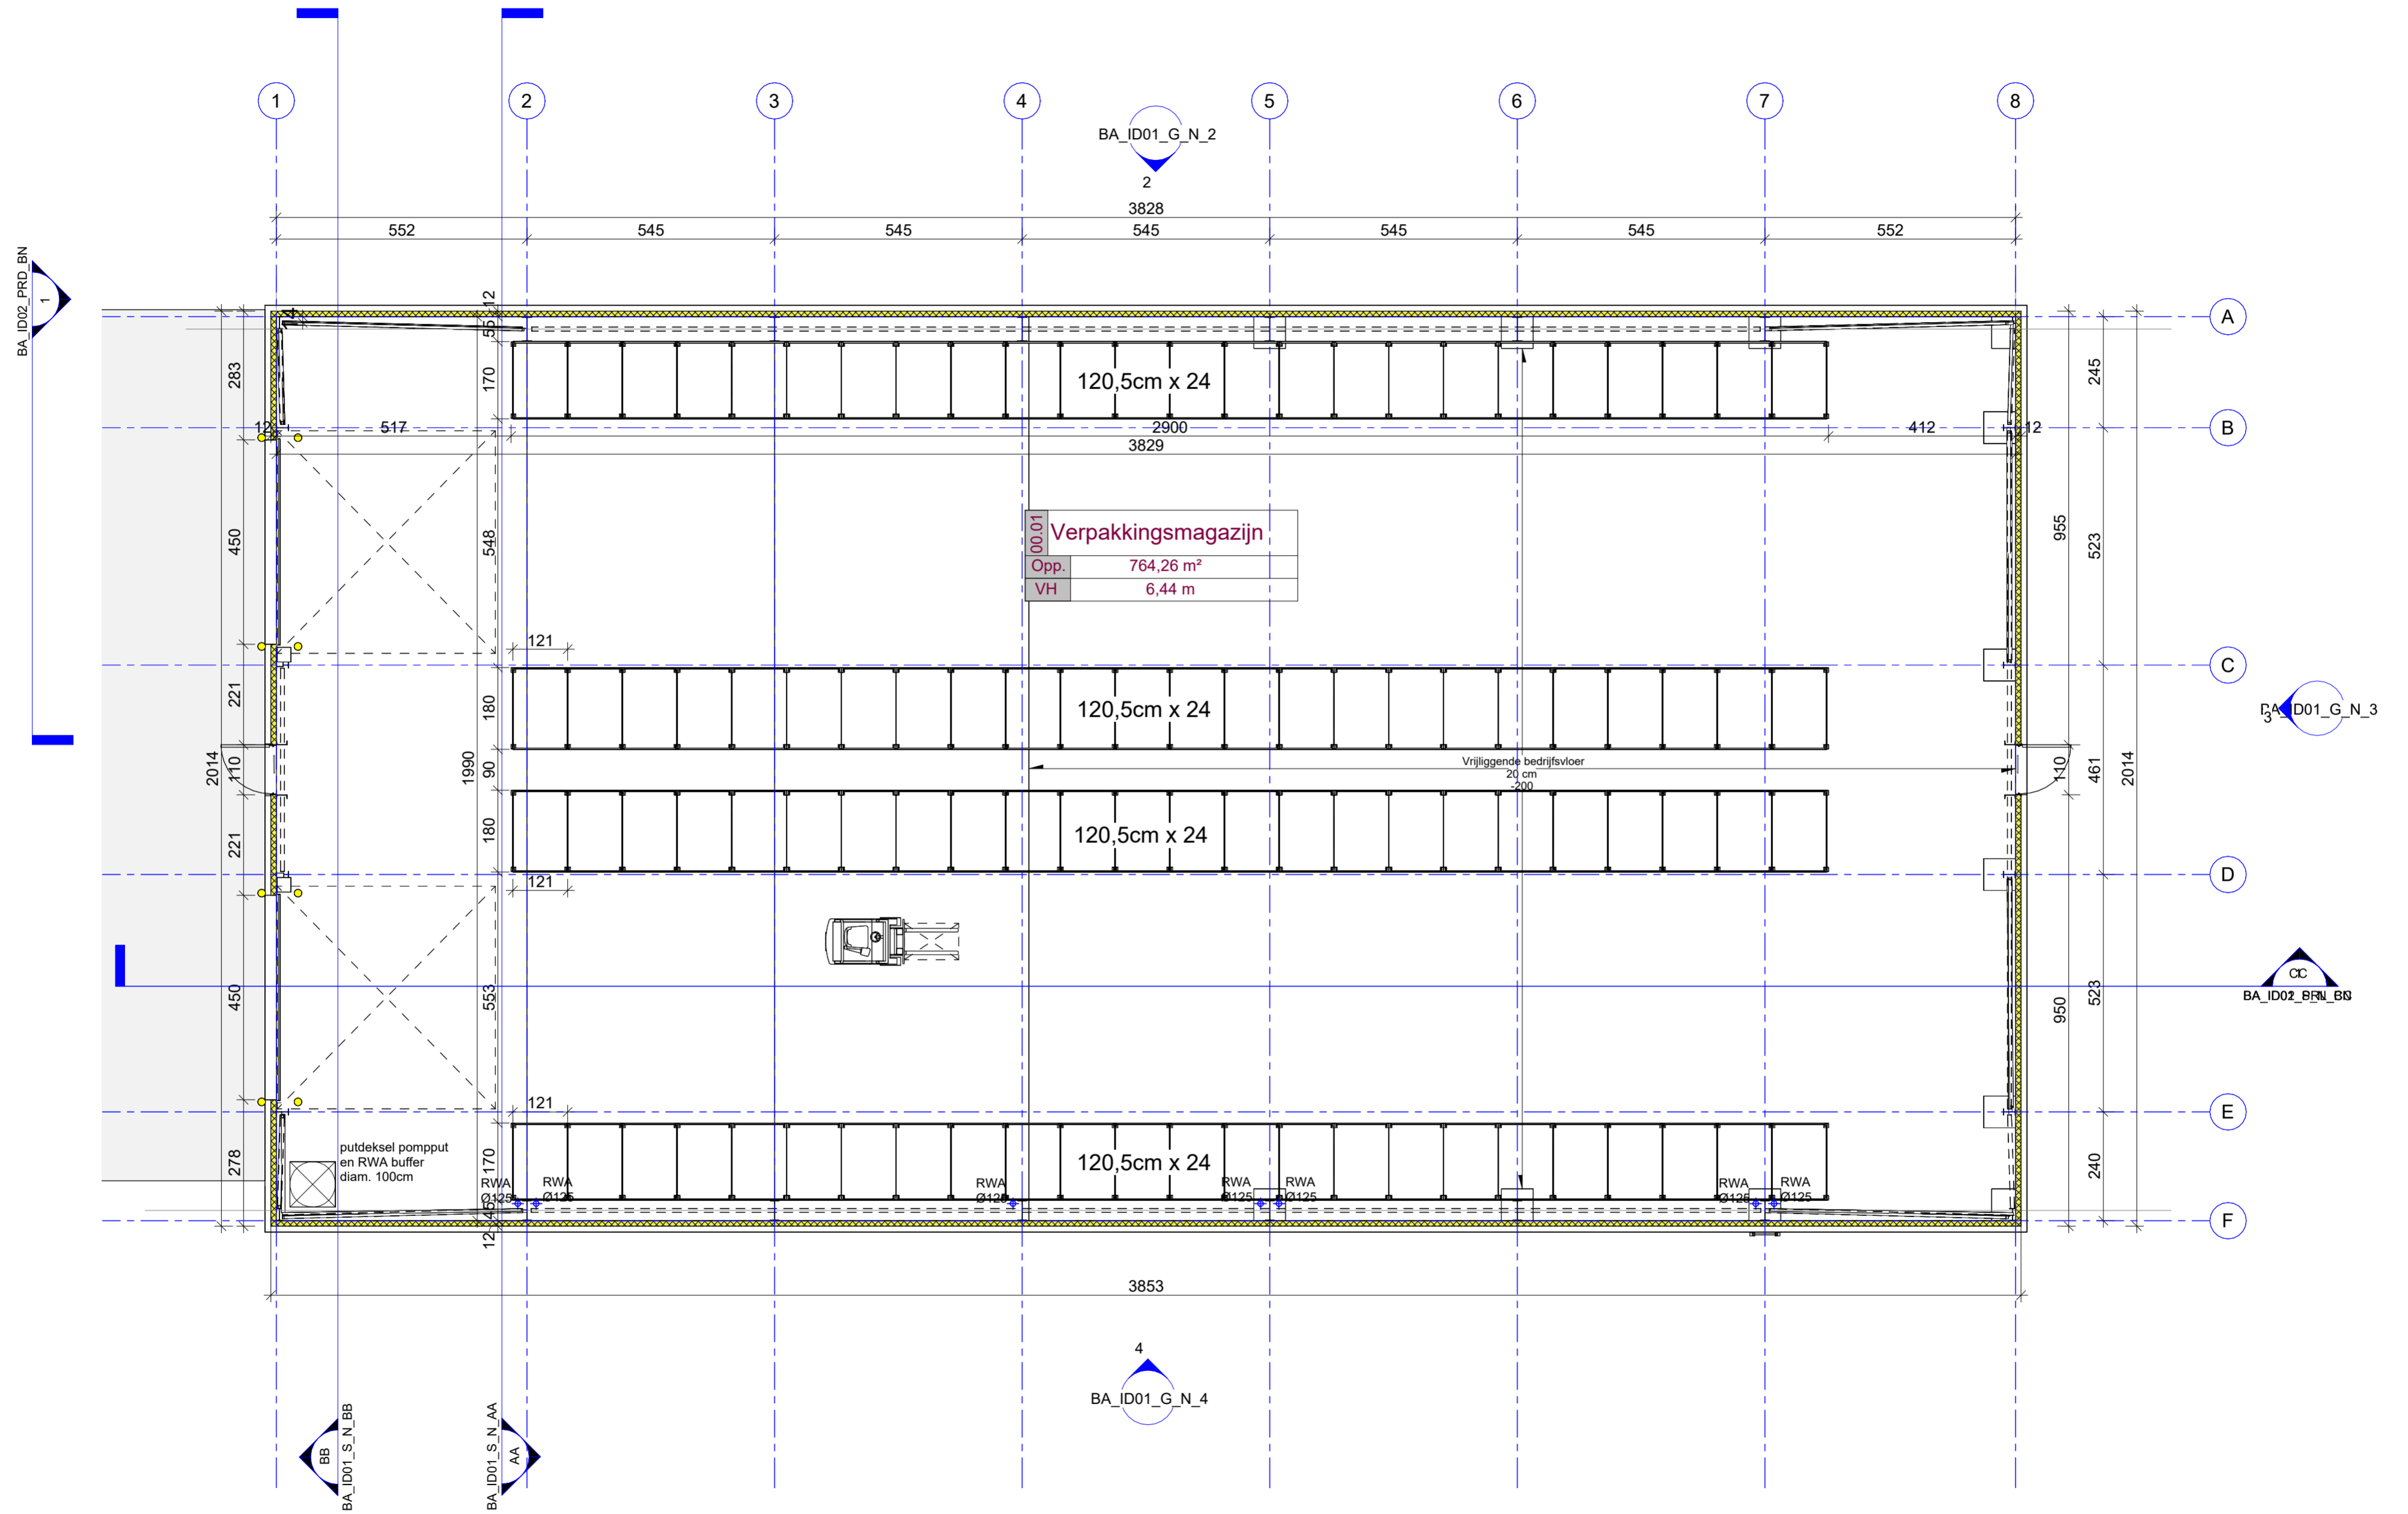 1
2
3
4
5
6
7
8
BA_ID01_G_N_2
2
3828
552
545
545
545
545
545
552
BA_ID02_PRD_BN
1
12
14
55
A
283
170
120,5cm x 24
245
12
517
2900
412
12
B
3829
450
548
00.01
Verpakkingsmagazijn
Opp.
764,26 m²
VH
6,44 m
955
523
121
C
221
180
120,5cm x 24
BA_ID01_G_N_3
3
2014
110
1990
90
Vrijliggende bedrijfsvloer
20 cm
-200
110
461
2014
221
180
120,5cm x 24
121
D
450
553
950
523
CC
121
E
putdeksel pompput
en RWA buffer
diam. 100cm
278
170
120,5cm x 24
240
RWA
Ø125
RWA
Ø125
RWA
Ø125
RWA
Ø125
RWA
Ø125
RWA
Ø125
RWA
Ø125
45
12
F
3853
4
BA_ID01_G_N_4
BB
BA_ID01_S_N_BB
BA_ID01_S_N_AA
AA